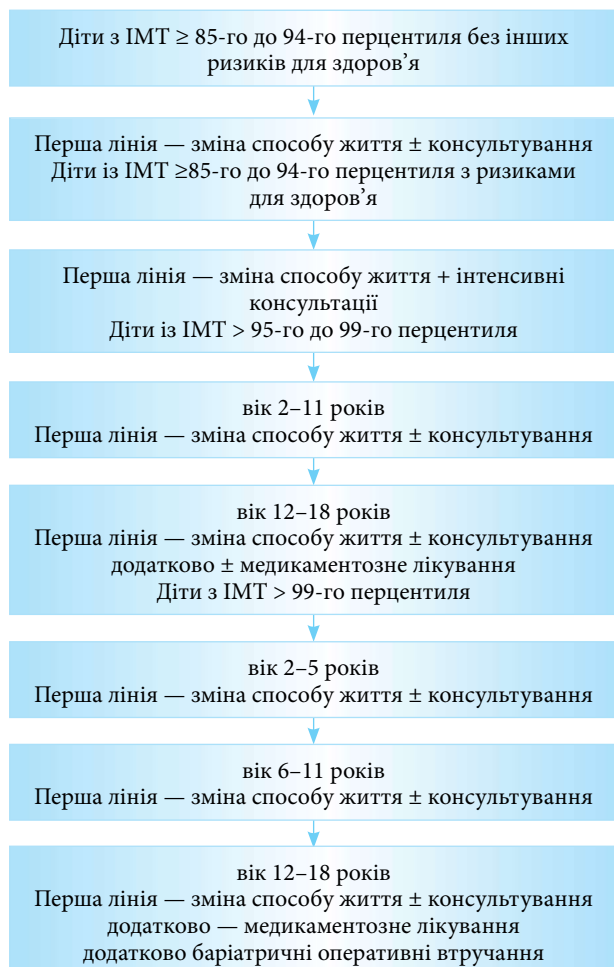 Діти з ІМТ ≥ 85-го до 94-го перцентиля без інших
ризиків для здоров’я
Перша лінія — зміна способу життя ± консультування
Діти із ІМТ ≥85-го до 94-го перцентиля з ризиками
для здоров’я
Перша лінія — зміна способу життя + інтенсивні
консультації
Діти із ІМТ > 95-го до 99-го перцентиля
вік 2–11 років
Перша лінія — зміна способу життя ± консультування
вік 12–18 років
Перша лінія — зміна способу життя ± консультування
додатково ± медикаментозне лікування
Діти з ІМТ > 99-го перцентиля
вік 2–5 років
Перша лінія — зміна способу життя ± консультування
вік 6–11 років
Перша лінія — зміна способу життя ± консультування
вік 12–18 років
Перша лінія — зміна способу життя ± консультування
додатково — медикаментозне лікування
додатково баріатричні оперативні втручання